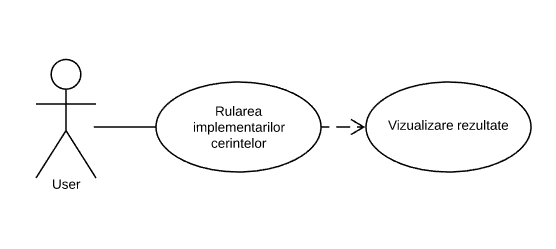 Rularea
implementarilor
cerintelor
Vizualizare rezultate
User